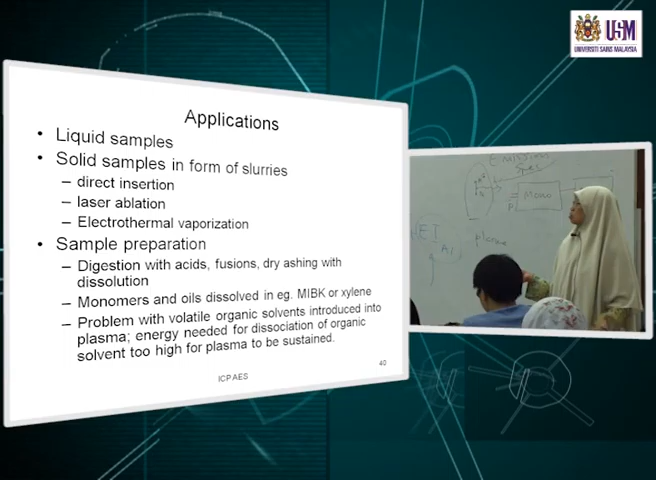 USM
UNIVERSITI SAINS MALAYSIA
Applications
• Liquid samples
• Solid samples in form of slurries
– direct insertion
– laser ablation
– Electrothermal vaporization
• Sample preparation
– Digestion with acids, fusions, dry ashing with
dissolution
– Monomers and oils dissolved in eg. MIBK or xylene
– Problem with volatile organic solvents introduced into
plasma; energy needed for dissociation of organic
solvent too high for plasma to be sustained.
ICPAES
40
Emission
Mono